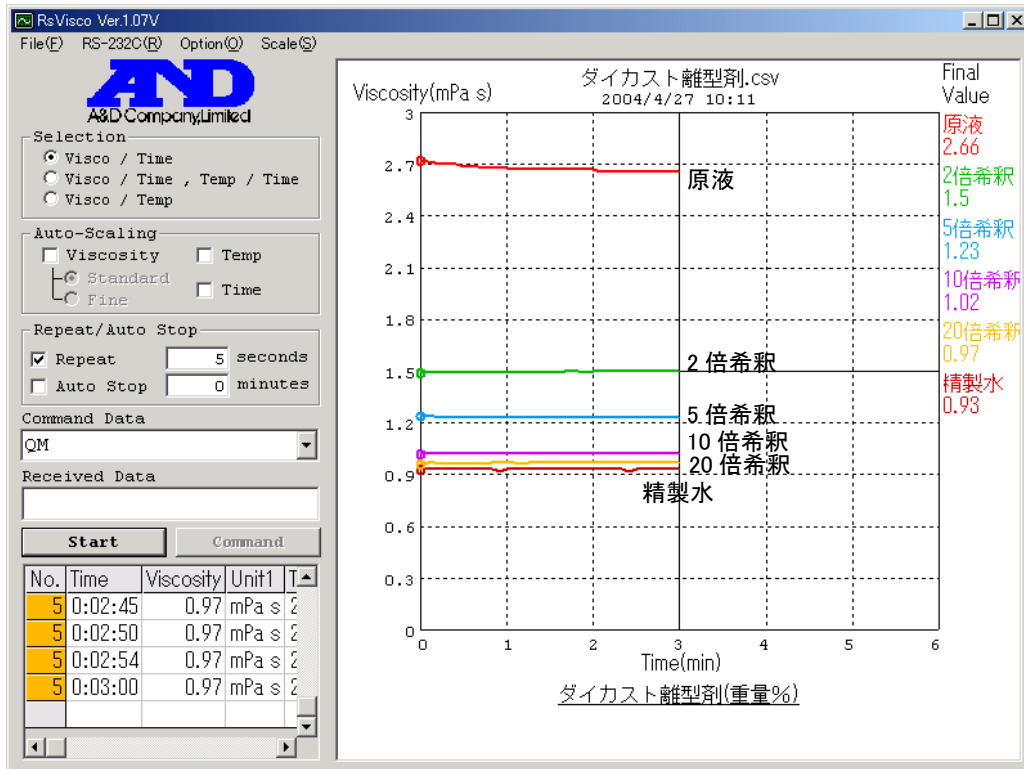 RsVisco Ver.1.07V
File(F) RS-232C(R) Option(O) Scale(S)
AND
A&D Company,Limited
Selection
Visco / Time
Visco / Time , Temp / Time
Visco / Temp
Auto-Scaling
Viscosity Temp
Standard
Time
Fine
Repeat/Auto Stop
Repeat 5 seconds
Auto Stop 0 minutes
Command Data
QM
Received Data
Start Command
No. Time Viscosity Unit1 T
5 0:02:45 0.97 mPa s 2
5 0:02:50 0.97 mPa s 2
5 0:02:54 0.97 mPa s 2
5 0:03:00 0.97 mPa s 2
ダイカスト離型剤.csv
2004/4/27 10:11
Viscosity(mPa s)
3
2.7
2.4
2.1
1.8
1.5
1.2
0.9
0.6
0.3
0
原液
2倍希釈
5倍希釈
10倍希釈
20倍希釈
精製水
0 1 2 3 4 5 6
Time(min)
ダイカスト離型剤(重量%)
Final
Value
原液
2.66
2倍希釈
1.5
5倍希釈
1.23
10倍希釈
1.02
20倍希釈
0.97
精製水
0.93